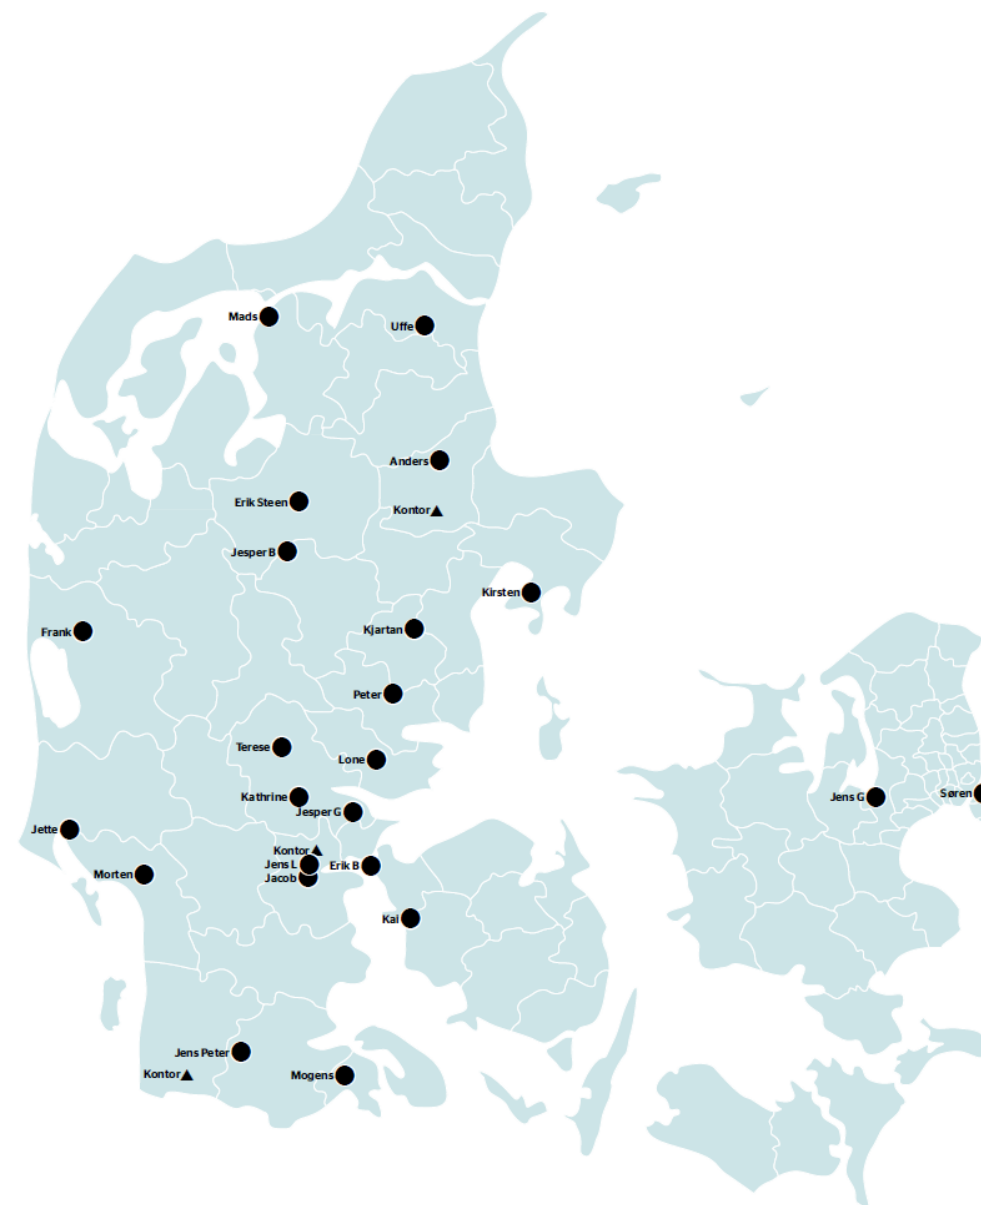 Mads
Uffe
Anders
Erik Steen
Kontor
Jesper B
Kirsten
Kjartan
Frank
Peter
Terese
Lone
Søren
Jens G
Kathrine
Jesper G
Jette
Kontor
Jens L
Erik B
Morten
Jacob
Kai
Jens Peter
Kontor
Mogens